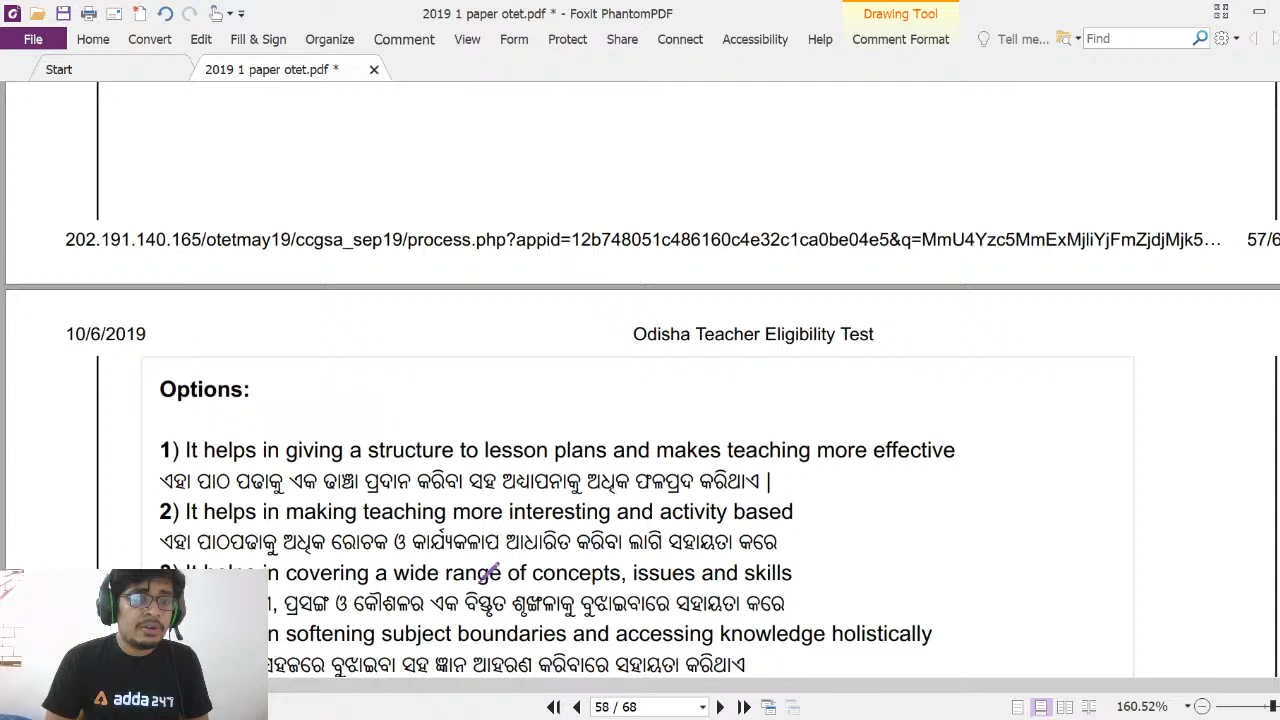 2019 1 paper otet.pdf * - Foxit PhantomPDF
Drawing Tool
File Home Convert Edit Fill & Sign Organize Comment View Form Protect Share Connect Accessibility Help Comment Format Tell me... Find
Start
2019 1 paper otet.pdf *
202.191.140.165/otetmay19/ccgsa_sep19/process.php?appid=12b748051c486160c4e32c1ca0be04e5&q=MmU4Yzc5MmExMjliYjFmZjdjMjk5… 57/6
10/6/2019 Odisha Teacher Eligibility Test
Options:
1) It helps in giving a structure to lesson plans and makes teaching more effective
ଏହା ପାଠ ପଢାକୁ ଏକ ଢାଞ୍ଚା ପ୍ରଦାନ କରିବା ସହ ଅଧ୍ୟାପନାକୁ ଅଧିକ ଫଳପ୍ରଦ କରିଥାଏ |
2) It helps in making teaching more interesting and activity based
ଏହା ପାଠପଢାକୁ ଅଧିକ ରୋଚକ ଓ କାର୍ଯ୍ୟକଳାପ ଆଧାରିତ କରିବା ଲାଗି ସହାୟତା କରେ
in covering a wide range of concepts, issues and skills
, ପ୍ରସଙ୍ଗ ଓ କୌଶଳର ଏକ ବିସ୍ତୃତ ଶୃଙ୍ଖଳାକୁ ବୁଝାଇବାରେ ସହାୟତା କରେ
n softening subject boundaries and accessing knowledge holistically
ସହଜରେ ବୁଝାଇବା ସହ ଜ୍ଞାନ ଆହରଣ କରିବାରେ ସହାୟତା କରିଥାଏ
adda 247
58 / 68
160.52%